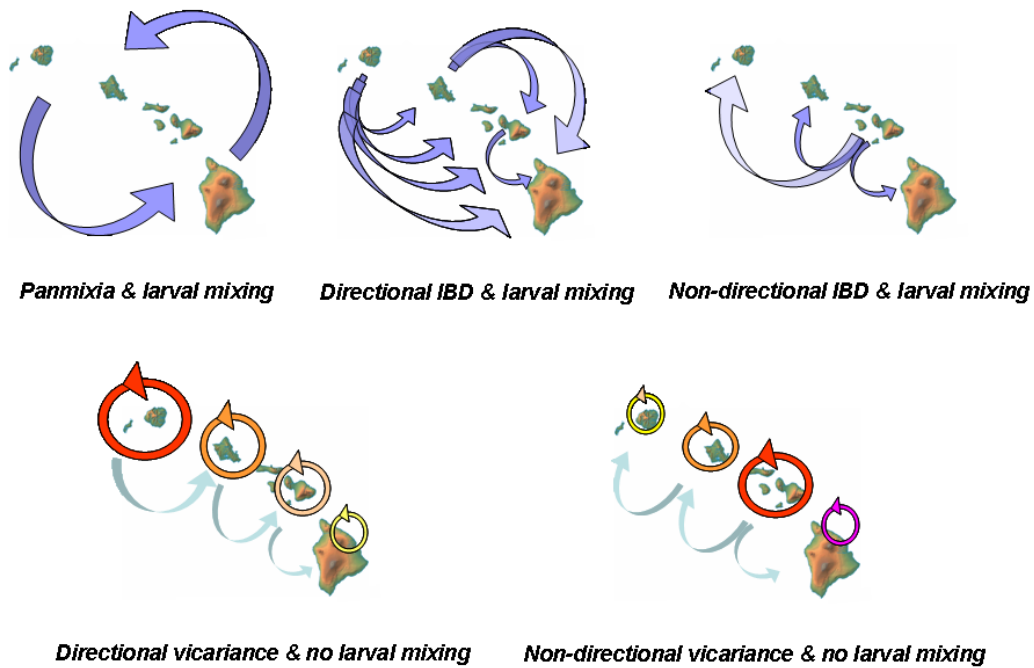 Panmixia & larval mixing
Directional IBD & larval mixing
Non-directional IBD & larval mixing
Directional vicariance & no larval mixing
Non-directional vicariance & no larval mixing